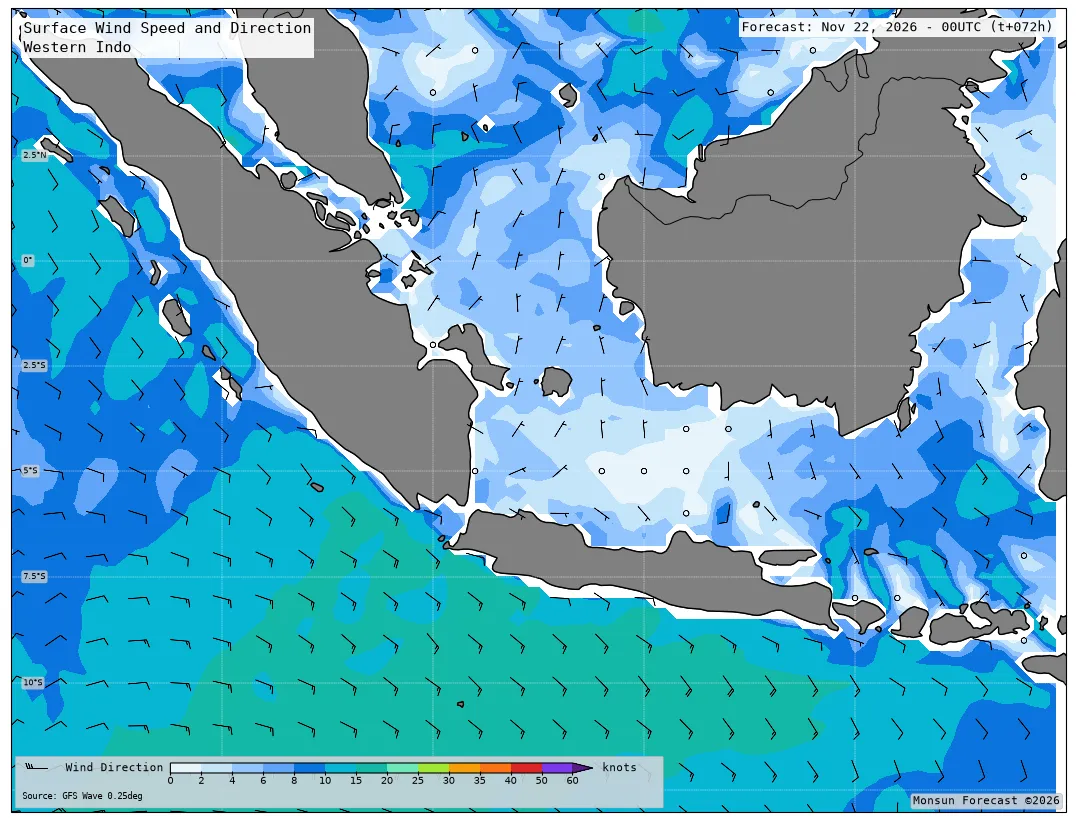 Surface Wind Speed and Direction
Western Indo
Forecast: Nov 22, 2026 - 00UTC (t+072h)
2.5°N
0°
2.5°S
5°S
7.5°S
10°S
Wind Direction
0 2 4 6 8 10 15 20 25 30 40 50 60
knots
Source: GFS Wave 0.25deg
Monsun Forecast ©2026